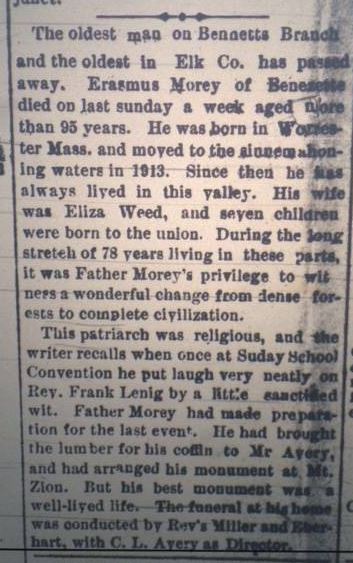 The oldest man on Bennetts Branch
and the oldest in Elk Co. has passed
away. Erasmus Morey of Benezette
died on last sunday a week aged more
than 95 years. He was born in Worces-
ter Mass. and moved to the sinnemahon-
ing waters in 1913. Since then he has
always lived in this valley. His wife
was Eliza Weed, and seven children
were born to the union. During the long
stretch of 78 years living in these parts,
it was Father Morey's privilege to wit
ness a wonderful change from dense for-
ests to complete civilization.
This patriarch was religious, and the
writer recalls when once at Suday School
Convention he put laugh very neatly on
Rev. Frank Lenig by a little sanctified
wit. Father Morey had made prepara-
tion for the last event. He had brought
the lumber for his coffin to Mr Avery,
and had arranged his monument at Mt.
Zion. But his best monument was a
well-lived life. The funeral at his home
was conducted by Rev's Miller and Eber-
hart, with C. L. Avery as Director.